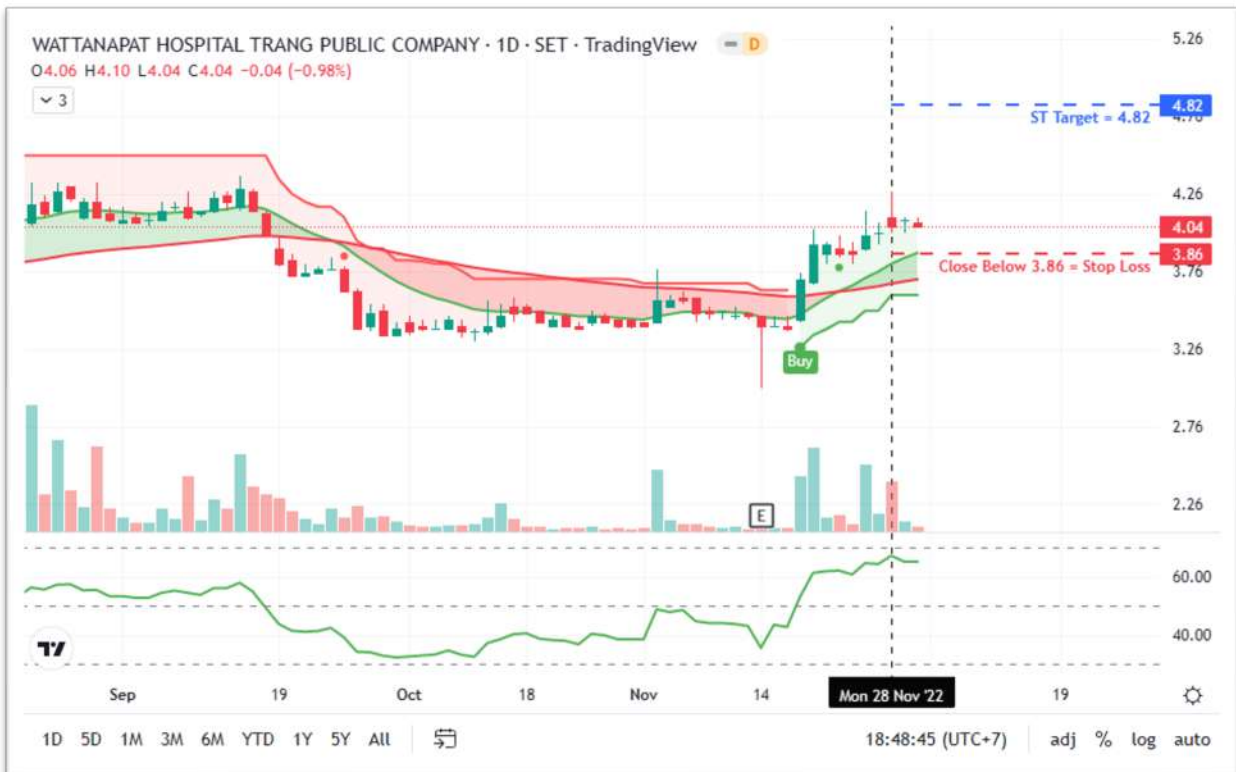 WATTANAPAT HOSPITAL TRANG PUBLIC COMPANY · 1D · SET · TradingView D
O4.06 H4.10 L4.04 C4.04 −0.04 (−0.98%)
3
5.26
4.82
ST Target = 4.82
4.76
4.26
4.04
3.86
Close Below 3.86 = Stop Loss
3.76
3.26
Buy
2.76
2.26
E
60.00
40.00
Sep 19 Oct 18 Nov 14 Mon 28 Nov '22 19
1D 5D 1M 3M 6M YTD 1Y 5Y All 18:48:45 (UTC+7) adj % log auto